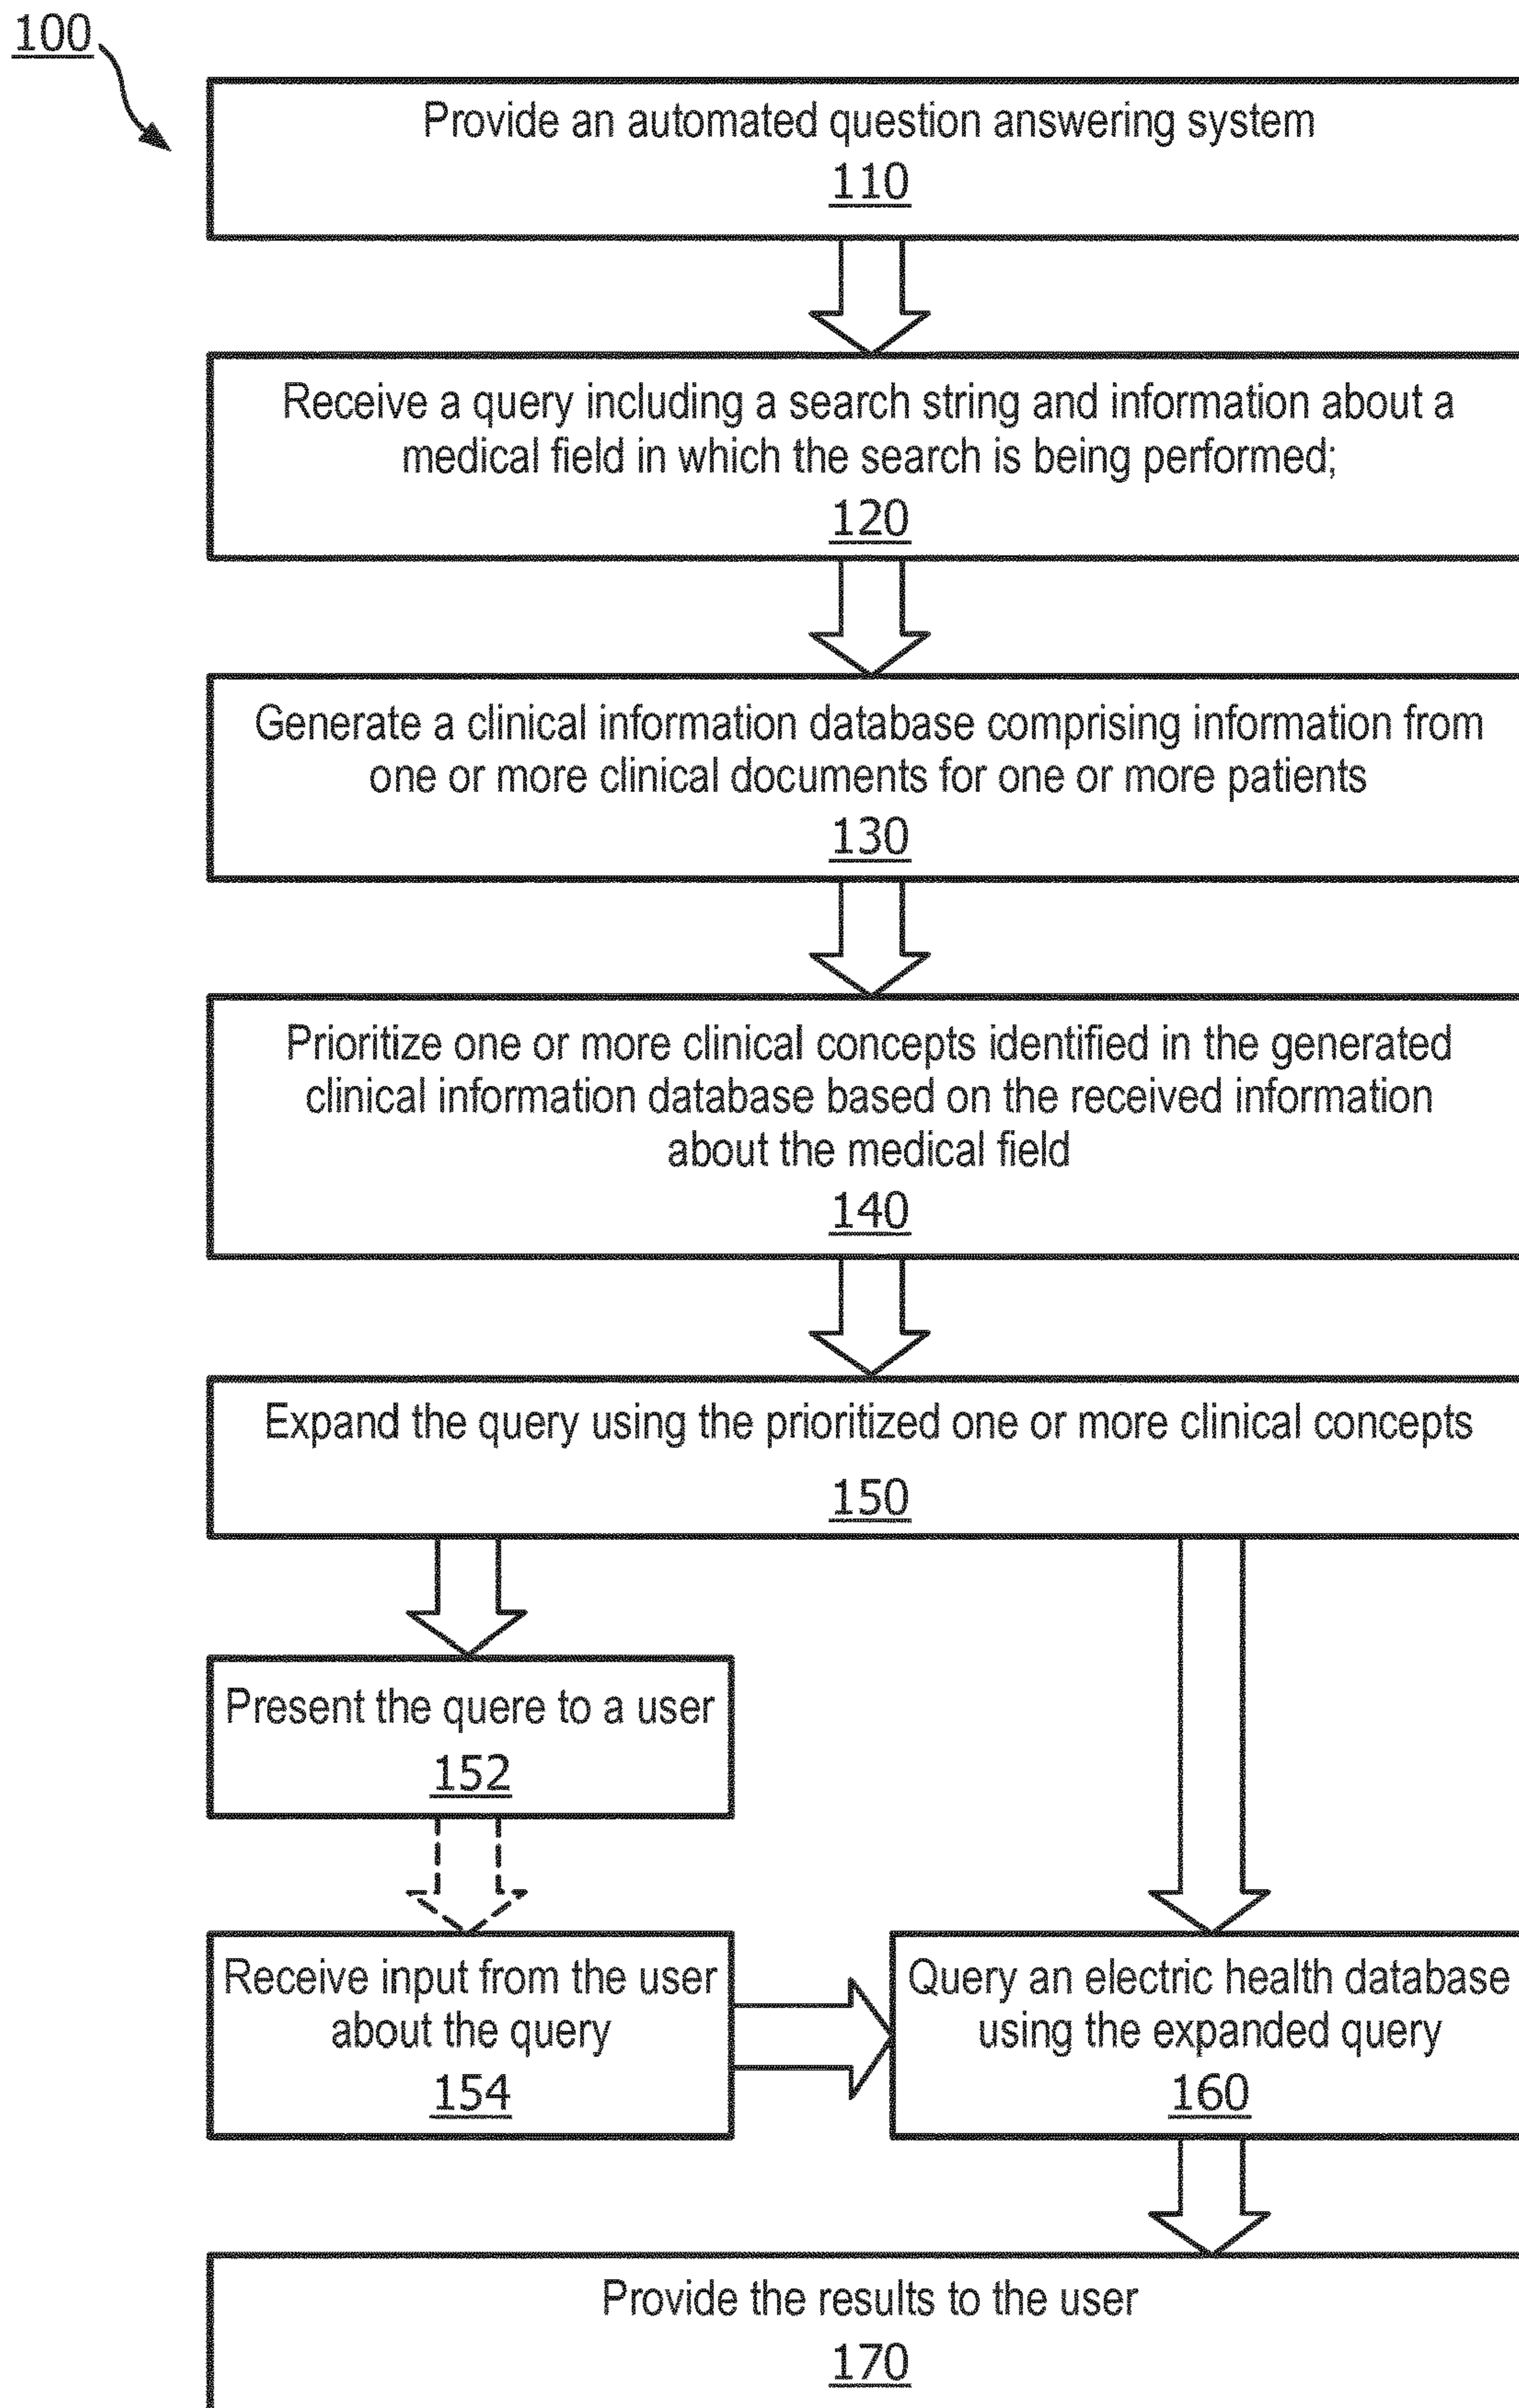 100
Provide an automated question answering system
110
Receive a query including a search string and information about a
medical field in which the search is being performed;
120
Generate a clinical information database comprising information from
one or more clinical documents for one or more patients
130
Prioritize one or more clinical concepts identified in the generated
clinical information database based on the received information
about the medical field
140
Expand the query using the prioritized one or more clinical concepts
150
Present the quere to a user
152
Receive input from the user
about the query
154
Query an electric health database
using the expanded query
160
Provide the results to the user
170